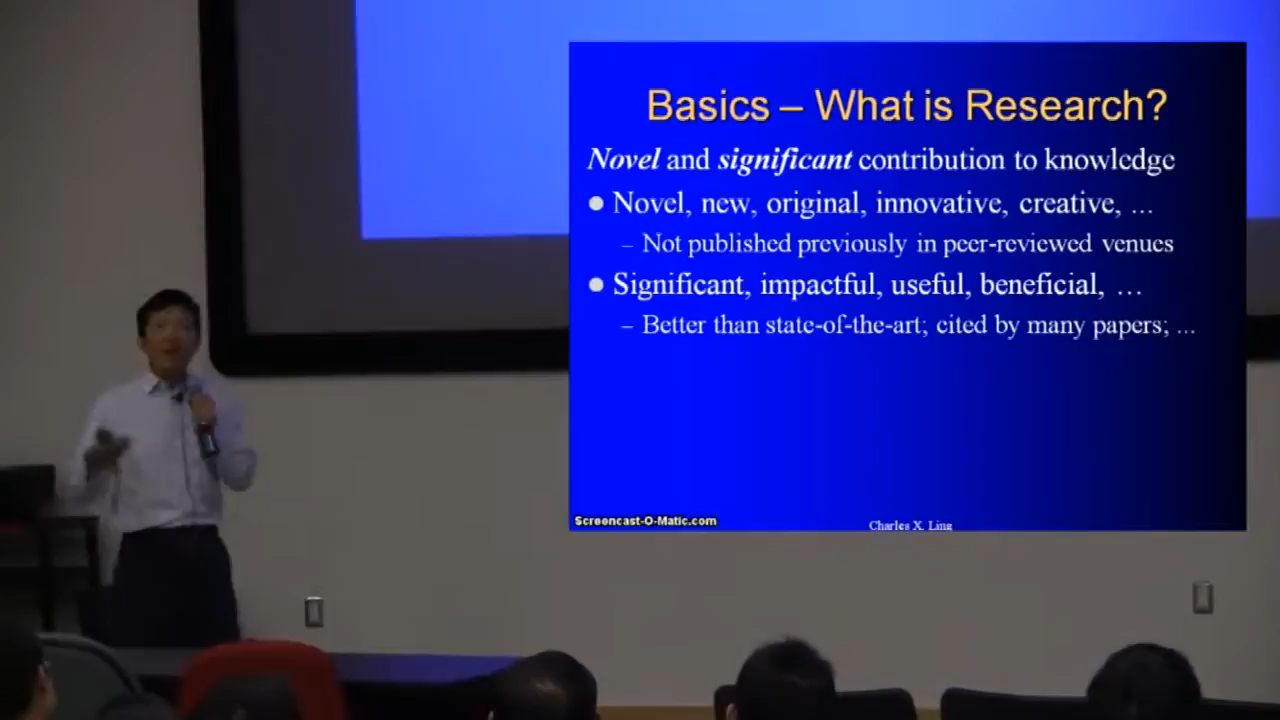 Basics – What is Research?
Novel and significant contribution to knowledge
● Novel, new, original, innovative, creative, ...
– Not published previously in peer-reviewed venues
● Significant, impactful, useful, beneficial, …
– Better than state-of-the-art; cited by many papers; ...
Screencast-O-Matic.com
Charles X. Ling